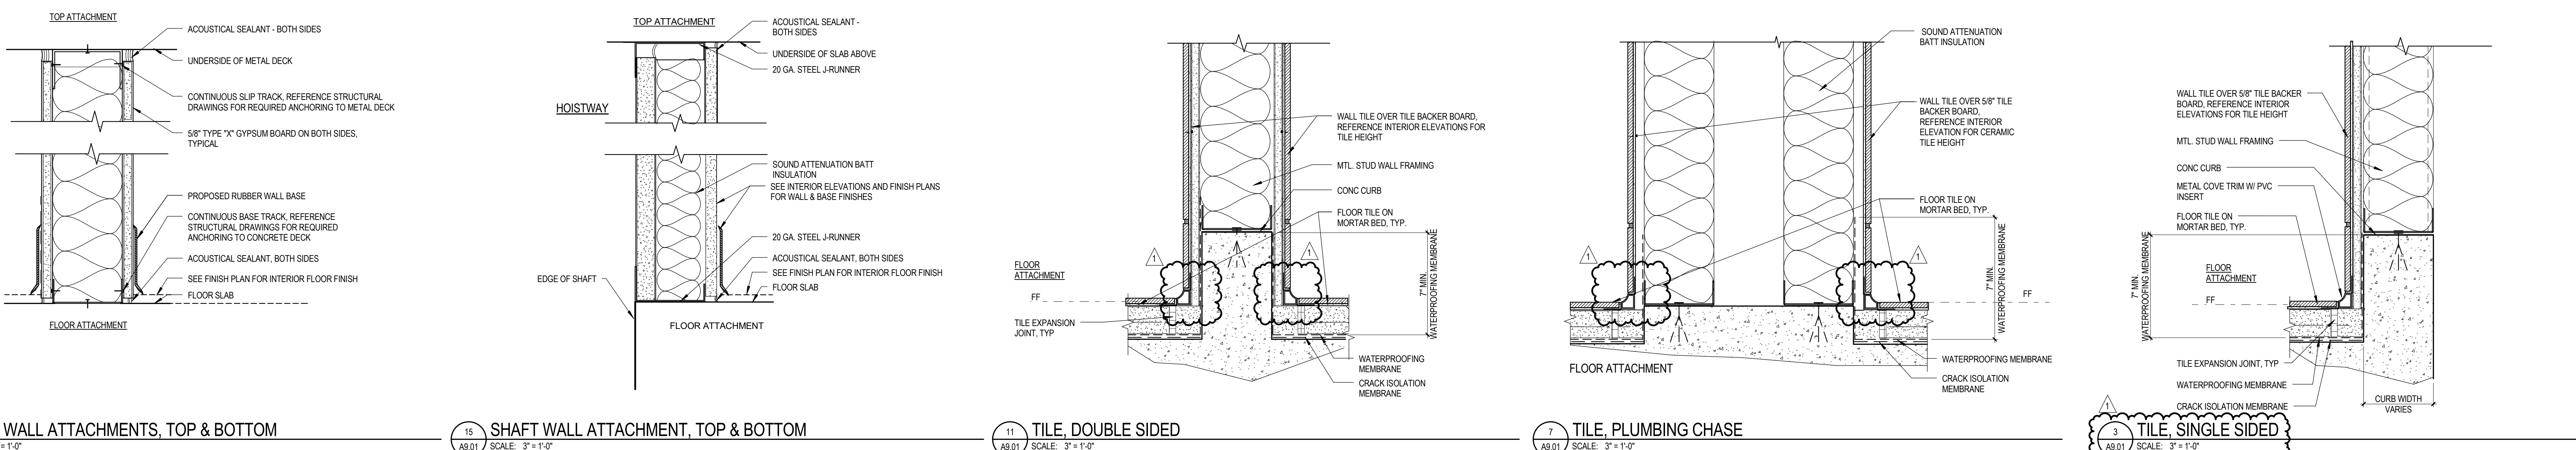 TOP ATTACHMENT
ACOUSTICAL SEALANT - BOTH SIDES
UNDERSIDE OF METAL DECK
CONTINUOUS SLIP TRACK, REFERENCE STRUCTURAL
DRAWINGS FOR REQUIRED ANCHORING TO METAL DECK
5/8" TYPE "X" GYPSUM BOARD ON BOTH SIDES,
TYPICAL
PROPOSED RUBBER WALL BASE
CONTINUOUS BASE TRACK, REFERENCE
STRUCTURAL DRAWINGS FOR REQUIRED
ANCHORING TO CONCRETE DECK
ACOUSTICAL SEALANT, BOTH SIDES
SEE FINISH PLAN FOR INTERIOR FLOOR FINISH
FLOOR SLAB
FLOOR ATTACHMENT
WALL ATTACHMENTS, TOP & BOTTOM
= 1'-0"
TOP ATTACHMENT
ACOUSTICAL SEALANT -
BOTH SIDES
UNDERSIDE OF SLAB ABOVE
20 GA. STEEL J-RUNNER
HOISTWAY
SOUND ATTENUATION BATT
INSULATION
SEE INTERIOR ELEVATIONS AND FINISH PLANS
FOR WALL & BASE FINISHES
20 GA. STEEL J-RUNNER
ACOUSTICAL SEALANT, BOTH SIDES
SEE FINISH PLAN FOR INTERIOR FLOOR FINISH
FLOOR SLAB
EDGE OF SHAFT
FLOOR ATTACHMENT
15
A9.01
SHAFT WALL ATTACHMENT, TOP & BOTTOM
SCALE: 3" = 1'-0"
WALL TILE OVER TILE BACKER BOARD,
REFERENCE INTERIOR ELEVATIONS FOR
TILE HEIGHT
MTL. STUD WALL FRAMING
CONC CURB
FLOOR TILE ON
MORTAR BED, TYP.
7" MIN.
WATERPROOFING MEMBRANE
1
1
FLOOR
ATTACHMENT
FF
TILE EXPANSION
JOINT, TYP
WATERPROOFING
MEMBRANE
CRACK ISOLATION
MEMBRANE
11
A9.01
TILE, DOUBLE SIDED
SCALE: 3" = 1'-0"
SOUND ATTENUATION
BATT INSULATION
WALL TILE OVER 5/8" TILE
BACKER BOARD,
REFERENCE INTERIOR
ELEVATION FOR CERAMIC
TILE HEIGHT
FLOOR TILE ON
MORTAR BED, TYP.
1
1
7" MIN.
WATERPROOFING MEMBRANE
FF
WATERPROOFING MEMBRANE
CRACK ISOLATION
MEMBRANE
FLOOR ATTACHMENT
7
A9.01
TILE, PLUMBING CHASE
SCALE: 3" = 1'-0"
WALL TILE OVER 5/8" TILE BACKER
BOARD, REFERENCE INTERIOR
ELEVATIONS FOR TILE HEIGHT
MTL. STUD WALL FRAMING
CONC CURB
METAL COVE TRIM W/ PVC
INSERT
FLOOR TILE ON
MORTAR BED, TYP.
7" MIN.
WATERPROOFING MEMBRANE
FLOOR
ATTACHMENT
FF
TILE EXPANSION JOINT, TYP
WATERPROOFING MEMBRANE
CRACK ISOLATION MEMBRANE
CURB WIDTH
VARIES
1
3
A9.01
TILE, SINGLE SIDED
SCALE: 3" = 1'-0"